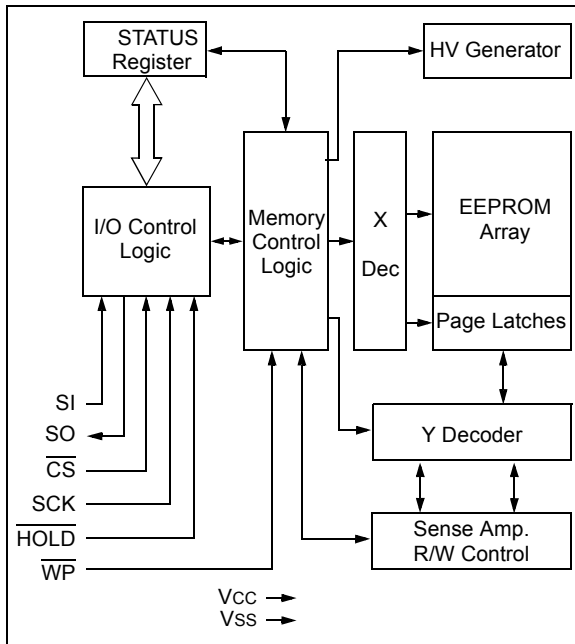 STATUS
Register
HV Generator
I/O Control
Logic
Memory
Control
Logic
X
Dec
EEPROM
Array
Page Latches
SI
SO
CS
SCK
HOLD
WP
Y Decoder
Sense Amp.
R/W Control
VCC
VSS